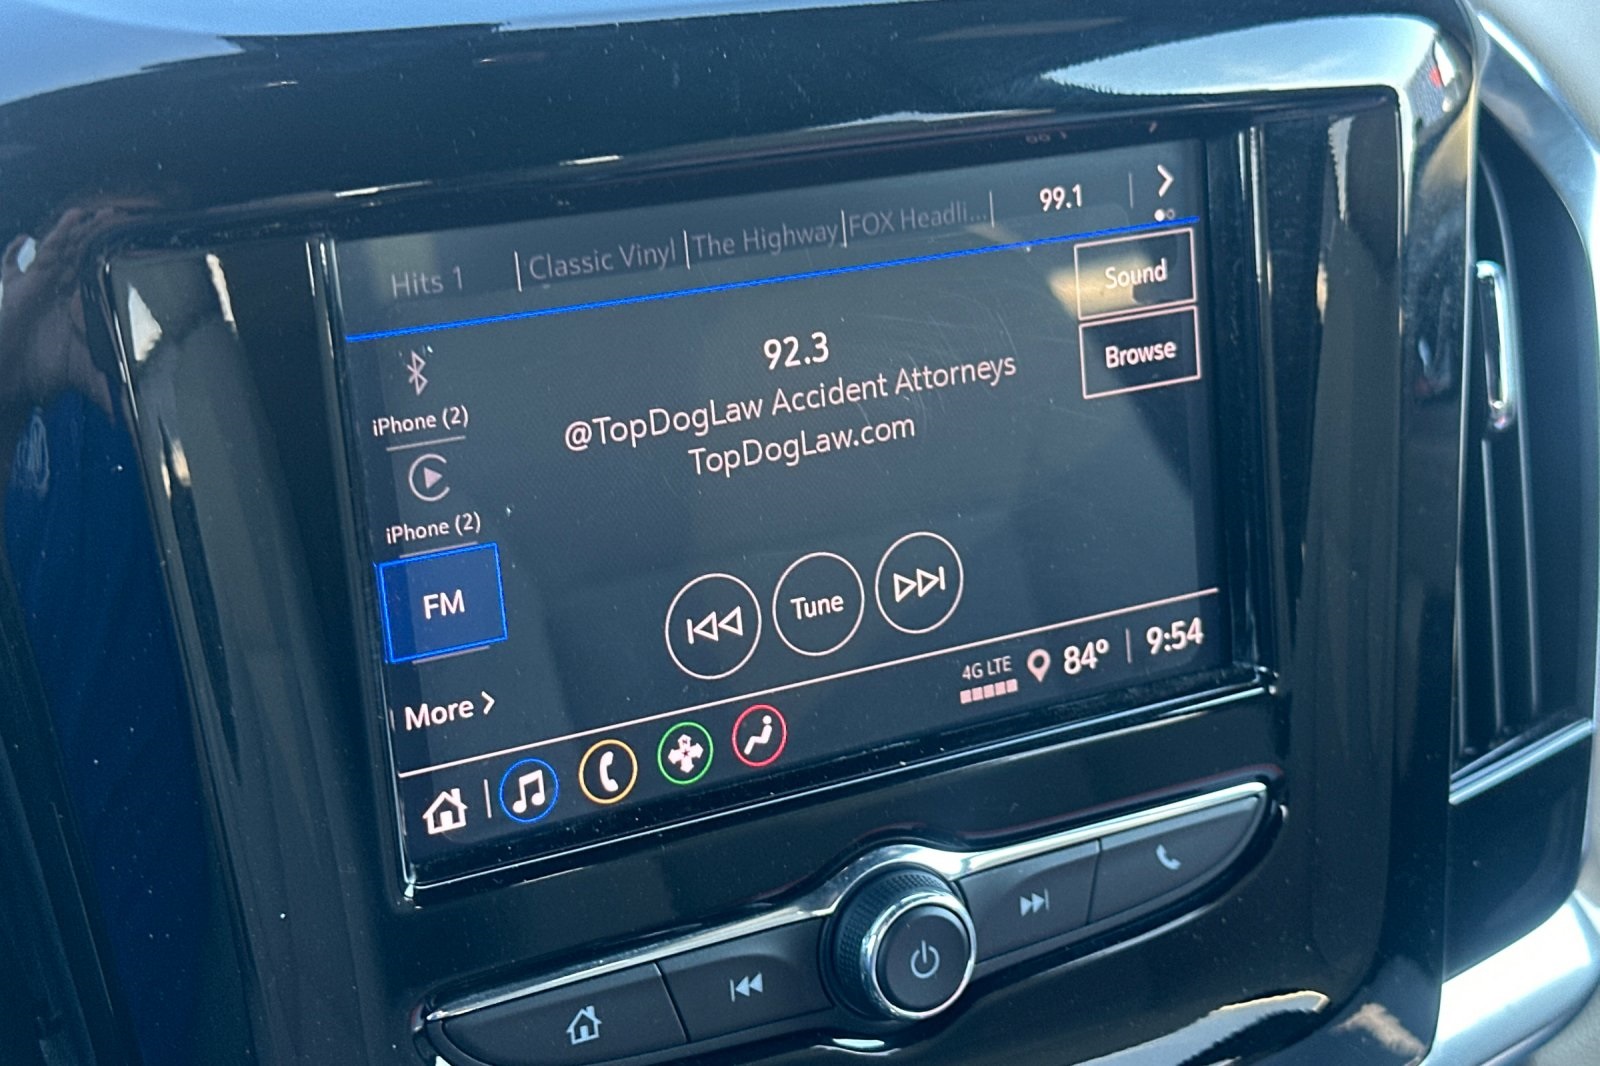 Hits 1 | Classic Vinyl | The Highway | FOX Headli... | 99.1
Sound
Browse
92.3
@TopDogLaw Accident Attorneys
TopDogLaw.com
iPhone (2)
iPhone (2)
FM
More
Tune
4G LTE 84° | 9:54